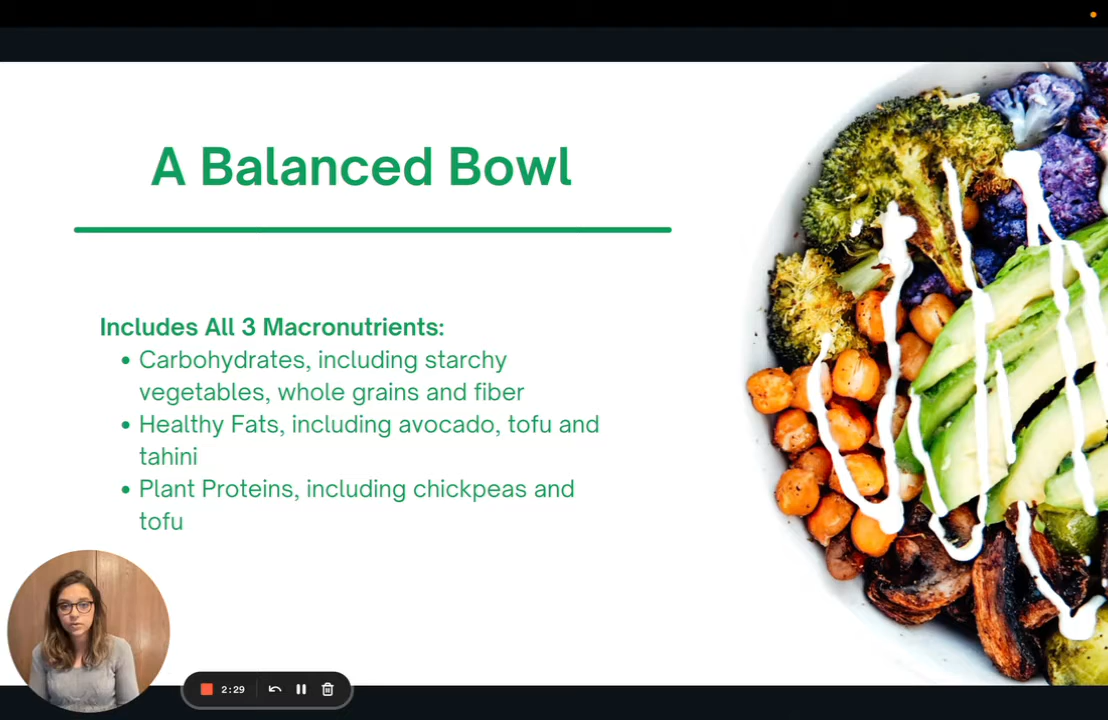 A Balanced Bowl
Includes All 3 Macronutrients:
• Carbohydrates, including starchy
vegetables, whole grains and fiber
• Healthy Fats, including avocado, tofu and
tahini
• Plant Proteins, including chickpeas and
tofu
2:29